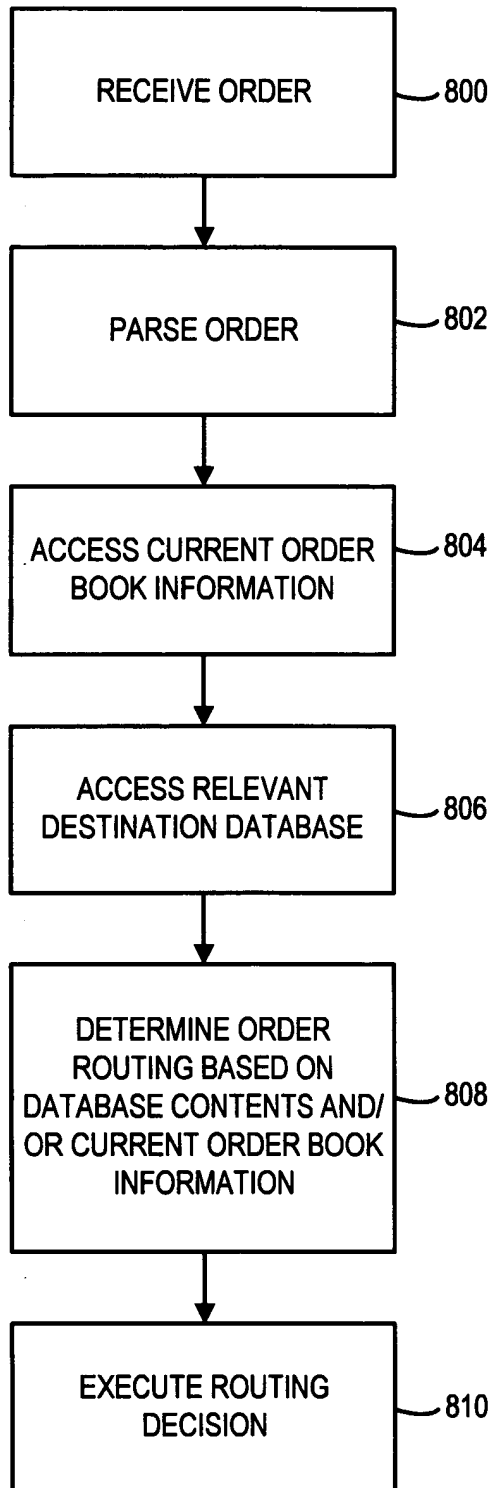 RECEIVE ORDER
800
PARSE ORDER
802
ACCESS CURRENT ORDER
BOOK INFORMATION
804
ACCESS RELEVANT
DESTINATION DATABASE
806
DETERMINE ORDER
ROUTING BASED ON
DATABASE CONTENTS AND/
OR CURRENT ORDER BOOK
INFORMATION
808
EXECUTE ROUTING
DECISION
810